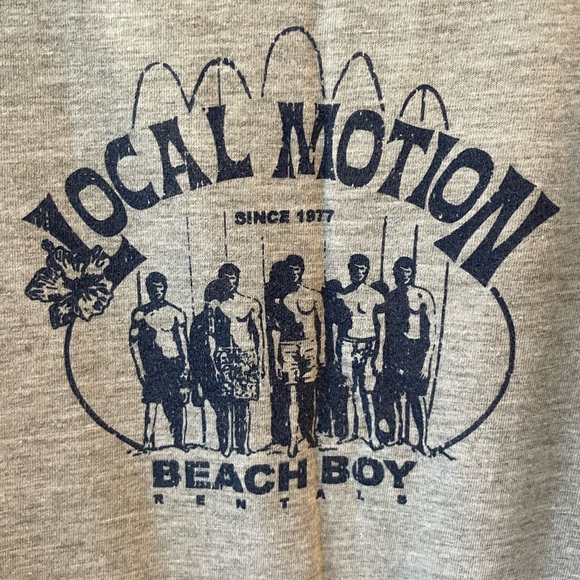 LOCAL MOTION
SINCE 1977
BEACH BOY
RENTALS